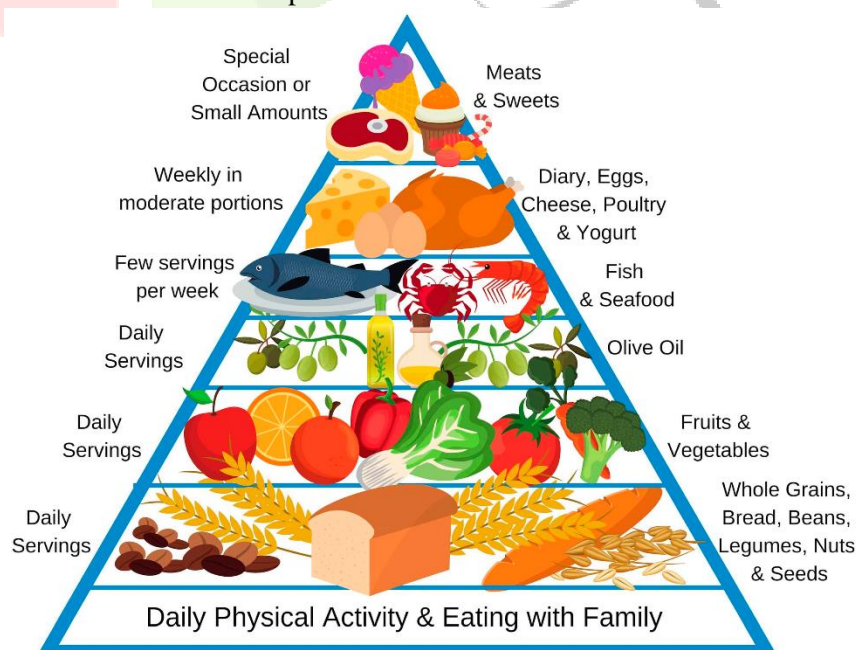 Special
Occasion or
Small Amounts
Meats
& Sweets
Weekly in
moderate portions
Diary, Eggs,
Cheese, Poultry
& Yogurt
Few servings
per week
Fish
& Seafood
Daily
Servings
Olive Oil
Daily
Servings
Fruits &
Vegetables
Daily
Servings
Whole Grains,
Bread, Beans,
Legumes, Nuts
& Seeds
Daily Physical Activity & Eating with Family